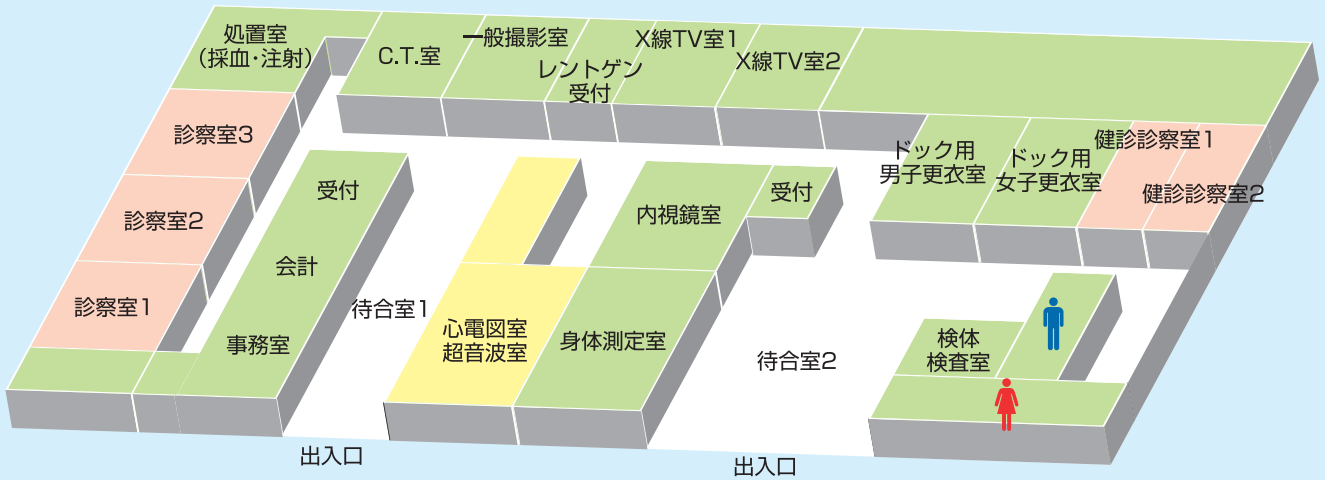 処置室
（採血・注射）
C.T.室
一般撮影室
レントゲン
受付
X線TV室1
X線TV室2
診察室3
診察室2
診察室1
受付
会計
事務室
待合室1
心電図室
超音波室
内視鏡室
受付
身体測定室
待合室2
ドック用
男子更衣室
ドック用
女子更衣室
健診診察室1
健診診察室2
検体
検査室
出入口
出入口